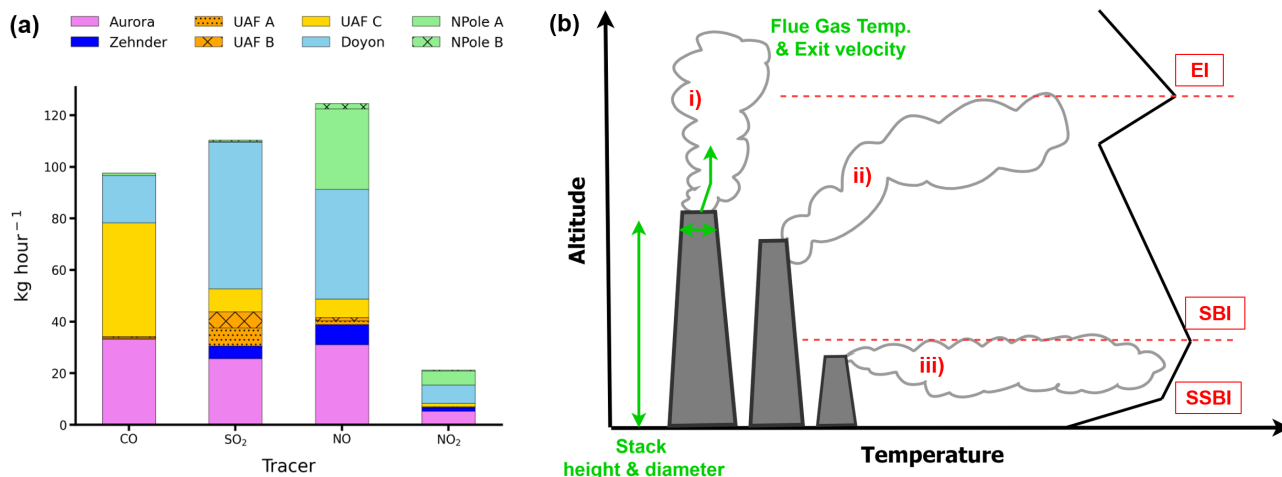 (a)
Aurora
Zehnder
UAF A
UAF B
UAF C
Doyon
NPole A
NPole B
kg hour⁻¹
120
100
80
60
40
20
0
CO
SO₂
NO
NO₂
Tracer
(b)
Flue Gas Temp.
& Exit velocity
i)
ii)
iii)
EI
SBI
SSBI
Altitude
Stack
height & diameter
Temperature